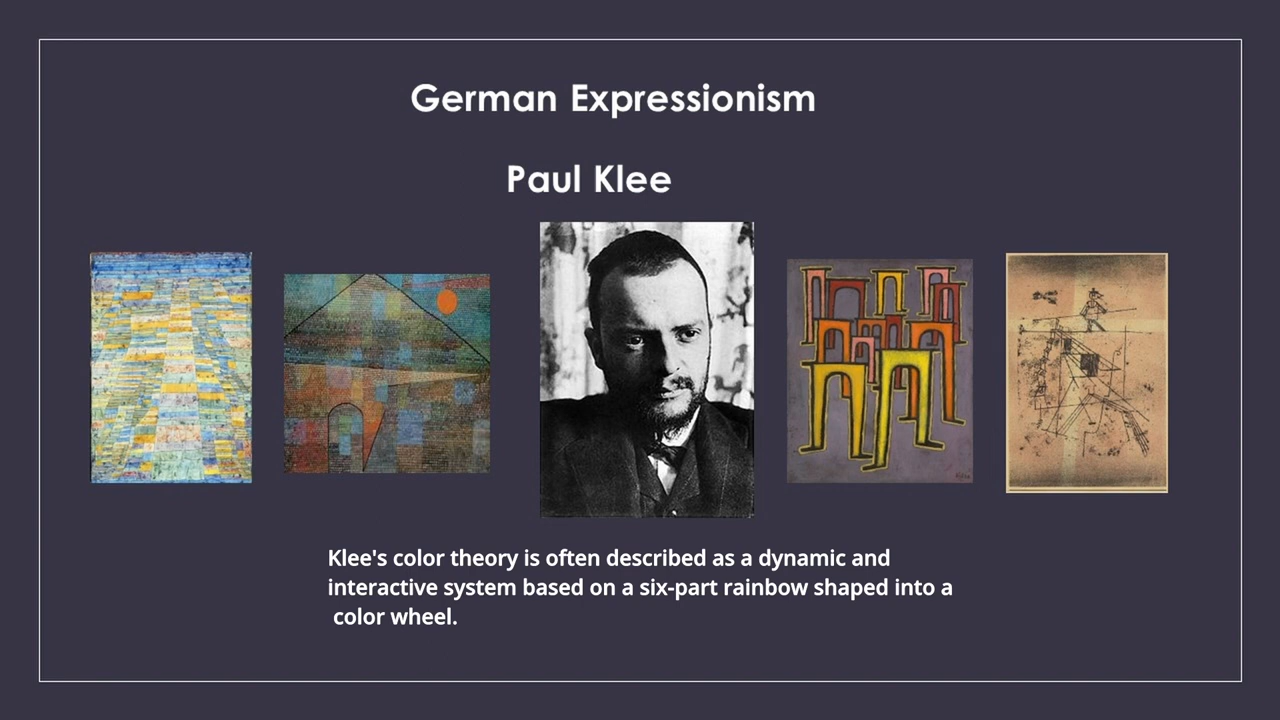 German Expressionism
Paul Klee
Klee's color theory is often described as a dynamic and
interactive system based on a six-part rainbow shaped into a
color wheel.